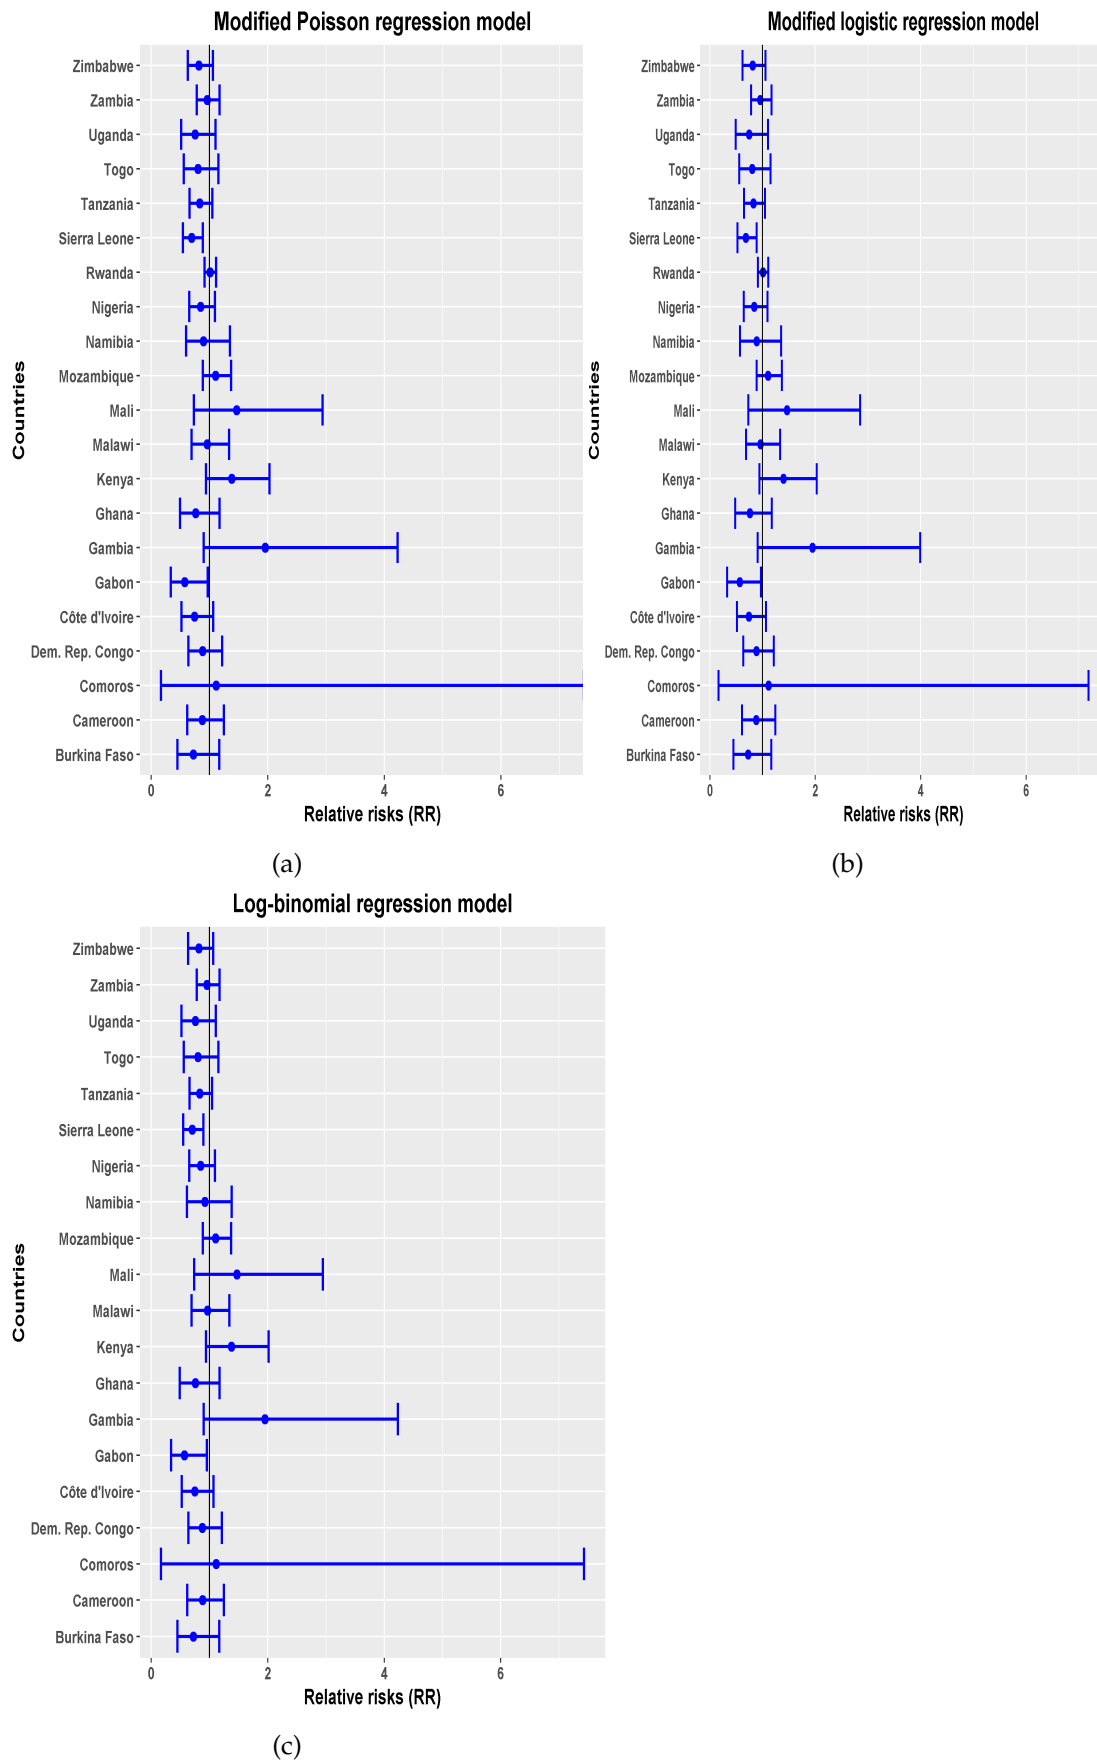 Modified Poisson regression model
Countries
Zimbabwe
Zambia
Uganda
Togo
Tanzania
Sierra Leone
Rwanda
Nigeria
Namibia
Mozambique
Mali
Malawi
Kenya
Ghana
Gambia
Gabon
Côte d'Ivoire
Dem. Rep. Congo
Comoros
Cameroon
Burkina Faso
0 2 4 6
Relative risks (RR)
(a)
Modified logistic regression model
Countries
Zimbabwe
Zambia
Uganda
Togo
Tanzania
Sierra Leone
Rwanda
Nigeria
Namibia
Mozambique
Mali
Malawi
Kenya
Ghana
Gambia
Gabon
Côte d'Ivoire
Dem. Rep. Congo
Comoros
Cameroon
Burkina Faso
0 2 4 6
Relative risks (RR)
(b)
Log-binomial regression model
Countries
Zimbabwe
Zambia
Uganda
Togo
Tanzania
Sierra Leone
Nigeria
Namibia
Mozambique
Mali
Malawi
Kenya
Ghana
Gambia
Gabon
Côte d'Ivoire
Dem. Rep. Congo
Comoros
Cameroon
Burkina Faso
0 2 4 6
Relative risks (RR)
(c)